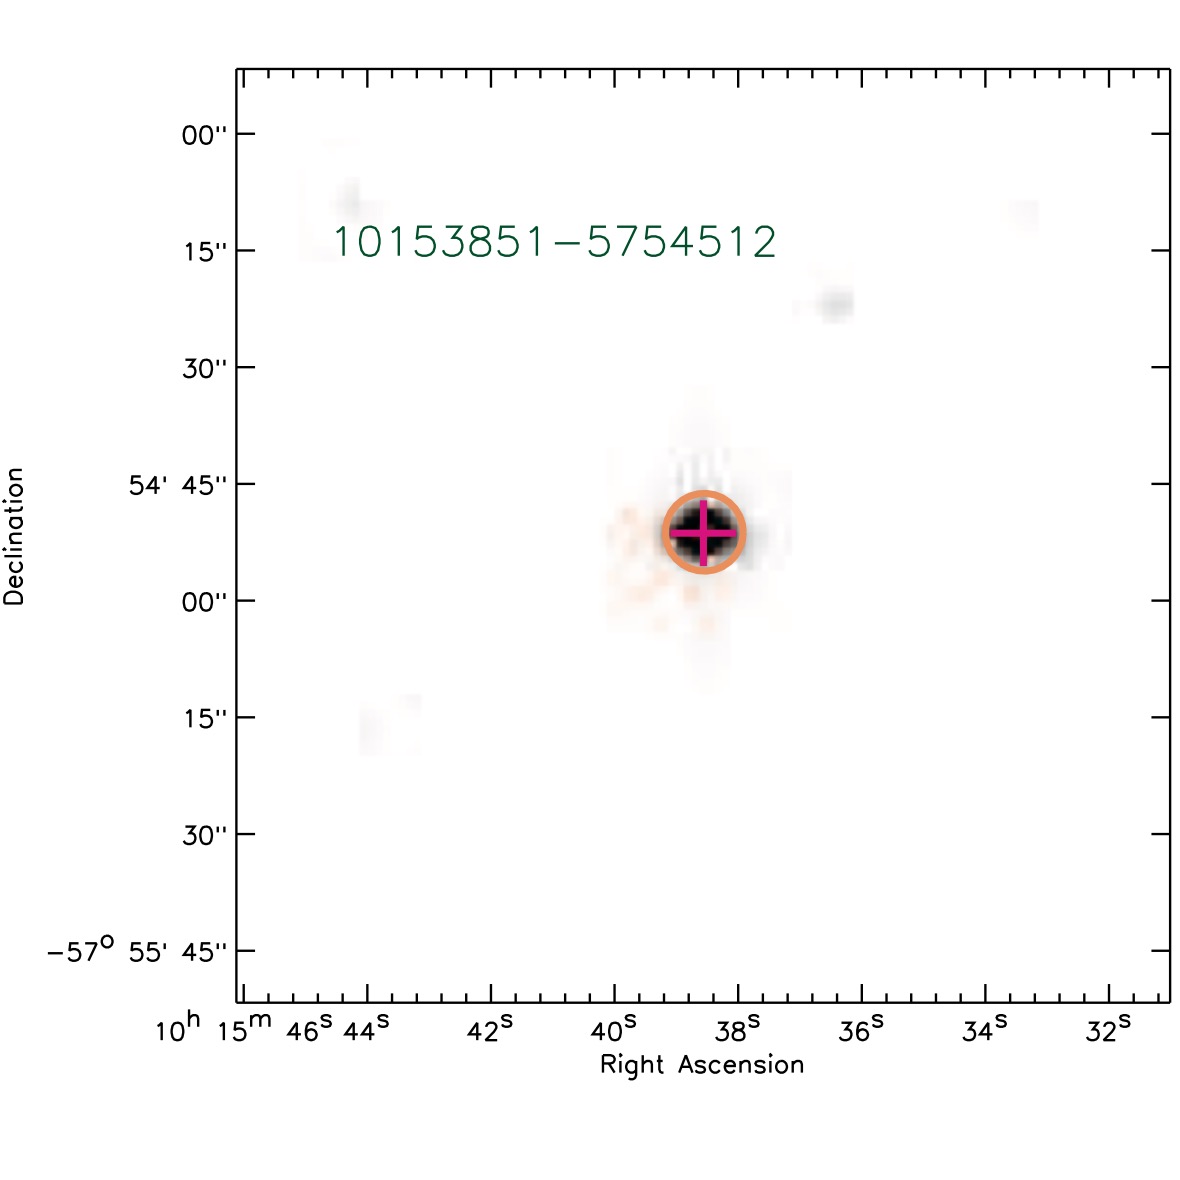 00"
10153851−5754512
15"
30"
54' 45"
00"
15"
30"
−57° 55' 45"
10h 15m 46s 44s 42s 40s 38s 36s 34s 32s
Right Ascension
Declination